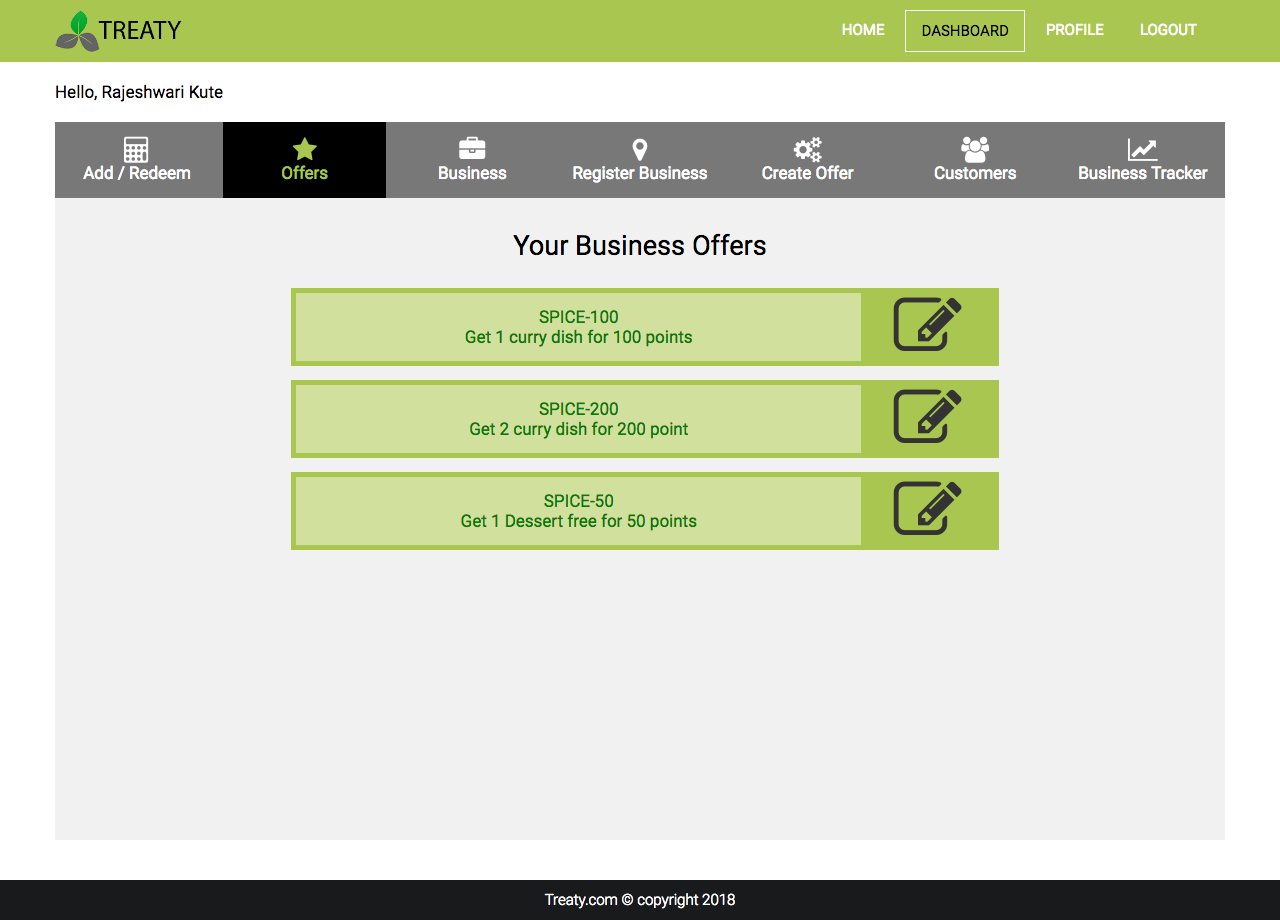 TREATY
HOME DASHBOARD PROFILE LOGOUT
Hello, Rajeshwari Kute
Add / Redeem Offers Business Register Business Create Offer Customers Business Tracker
Your Business Offers
SPICE-100
Get 1 curry dish for 100 points
SPICE-200
Get 2 curry dish for 200 point
SPICE-50
Get 1 Dessert free for 50 points
Treaty.com © copyright 2018